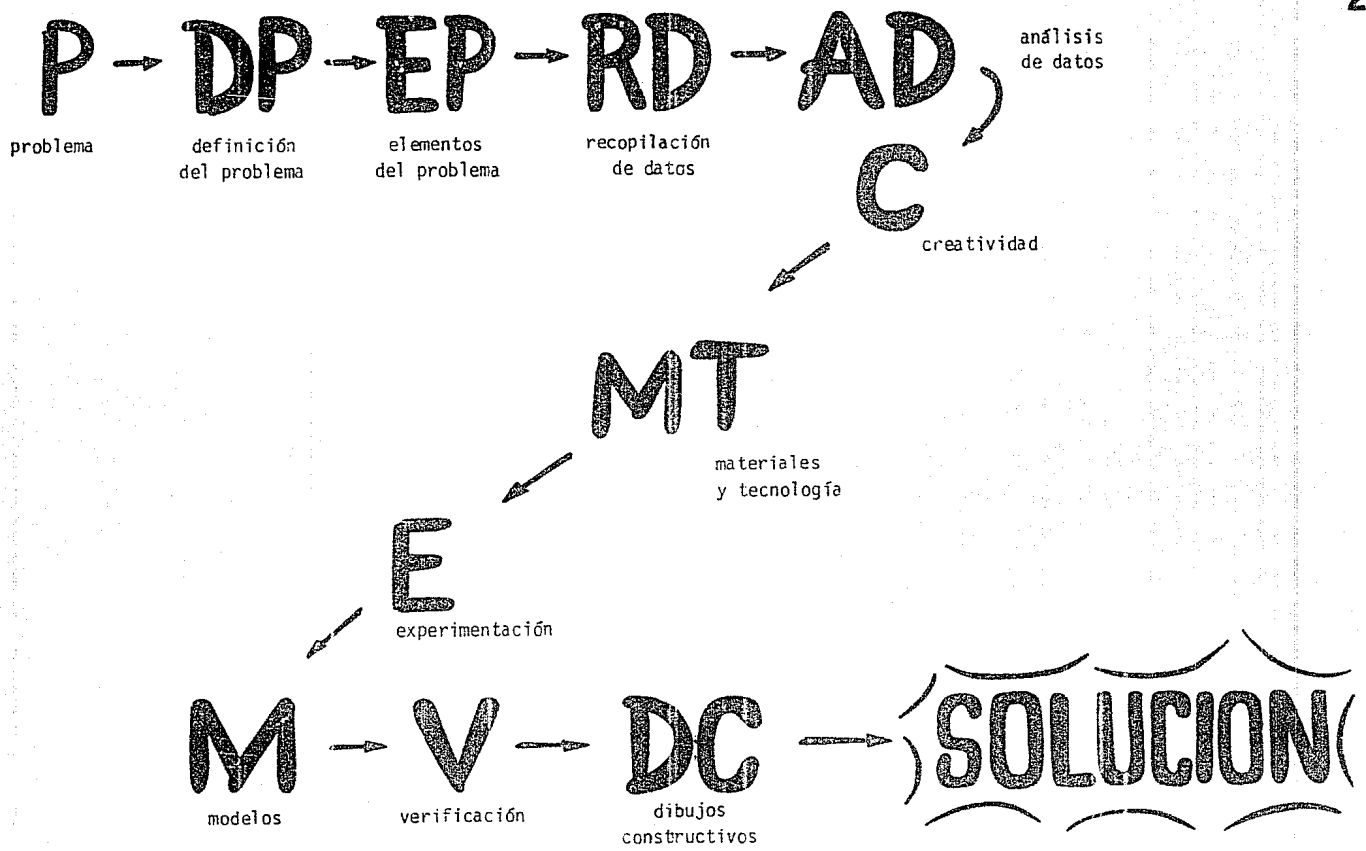 2
P DP EP RD AD
análisis
de datos
problema
definición
del problema
elementos
del problema
recopilación
de datos
C
creatividad
MT
materiales
y tecnología
E
experimentación
M V DC SOLUCION
modelos
verificación
dibujos
constructivos